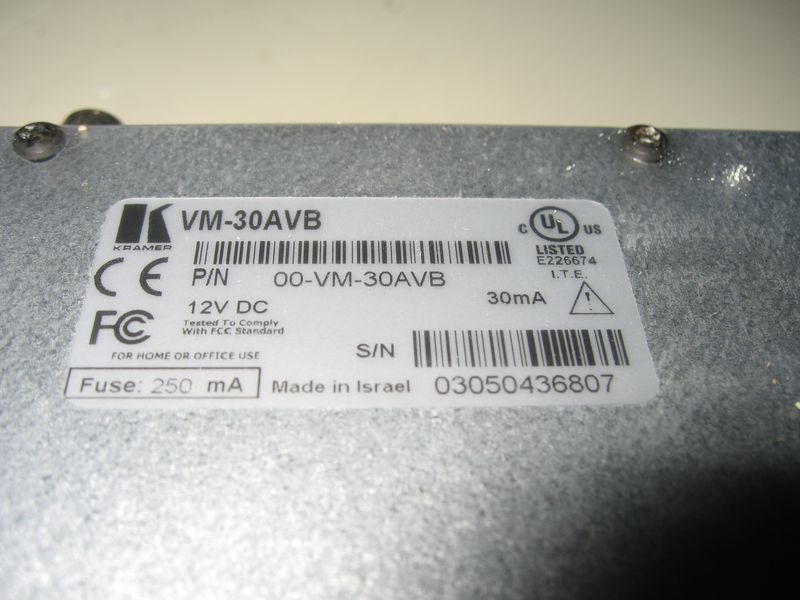 K VM-30AVB
KRAMER
C UL US
LISTED
E226674
I.T.E.
CE P/N 00-VM-30AVB
12V DC 30mA
FC Tested To Comply
With FCC Standard
FOR HOME OR OFFICE USE
S/N
Fuse: 250 mA Made in Israel 03050436807